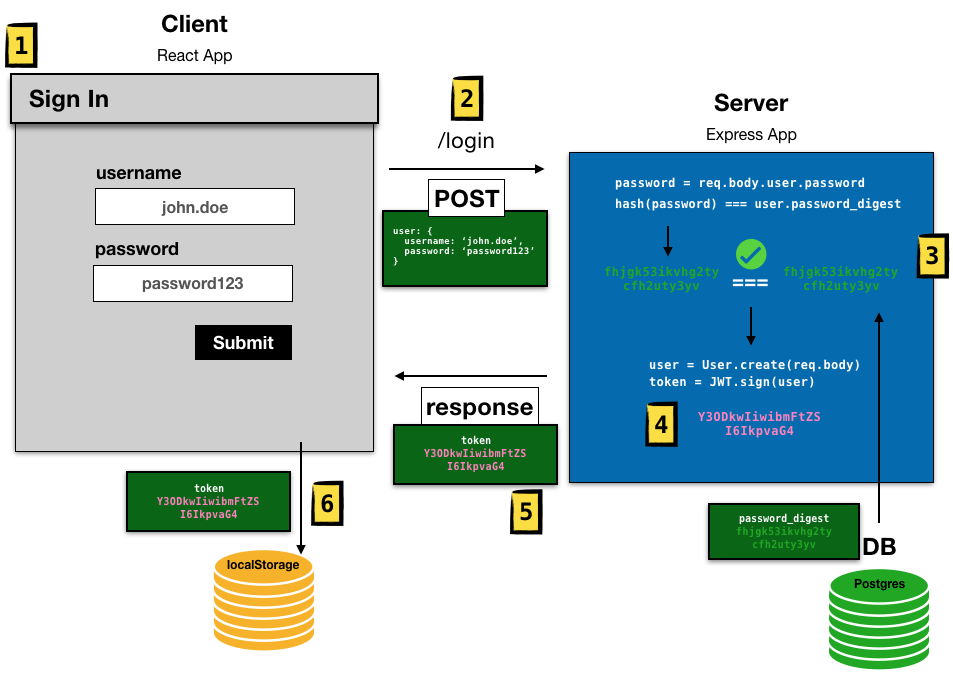 Client
React App
1
Sign In
username
john.doe
password
password123
Submit
2
/login
POST
user: {
username: ‘john.doe’,
password: ‘password123’
}
Server
Express App
password = req.body.user.password
hash(password) === user.password_digest
3
fhjgk53ikvhg2ty
cfh2uty3yv
===
fhjgk53ikvhg2ty
cfh2uty3yv
user = User.create(req.body)
token = JWT.sign(user)
4
Y3ODkwIiwibmFtZS
I6IkpvaG4
response
token
Y3ODkwIiwibmFtZS
I6IkpvaG4
5
token
Y3ODkwIiwibmFtZS
I6IkpvaG4
6
localStorage
password_digest
fhjgk53ikvhg2ty
cfh2uty3yv
DB
Postgres